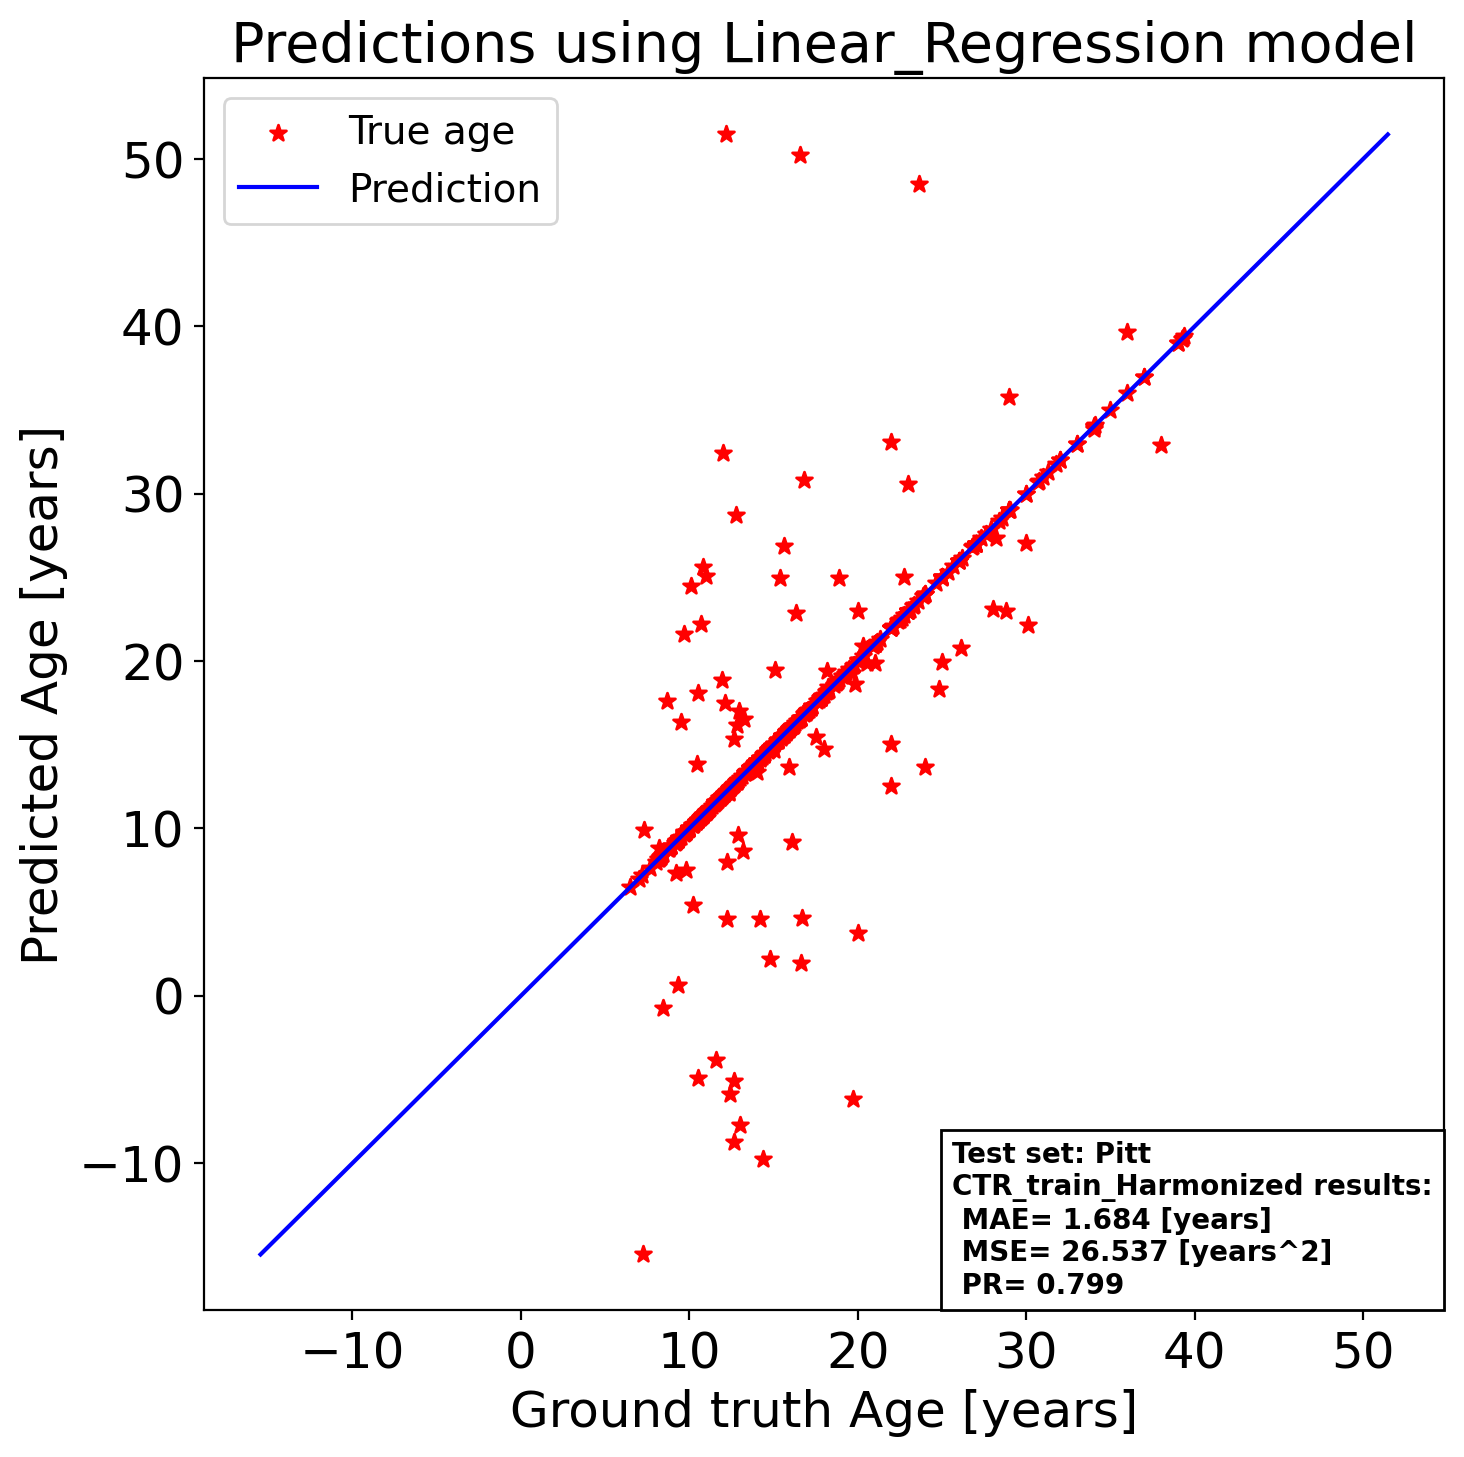 Predictions using Linear_Regression model
True age
Prediction
50
40
30
20
10
0
−10
Predicted Age [years]
Test set: Pitt
CTR_train_Harmonized results:
MAE= 1.684 [years]
MSE= 26.537 [years^2]
PR= 0.799
−10
0
10
20
30
40
50
Ground truth Age [years]